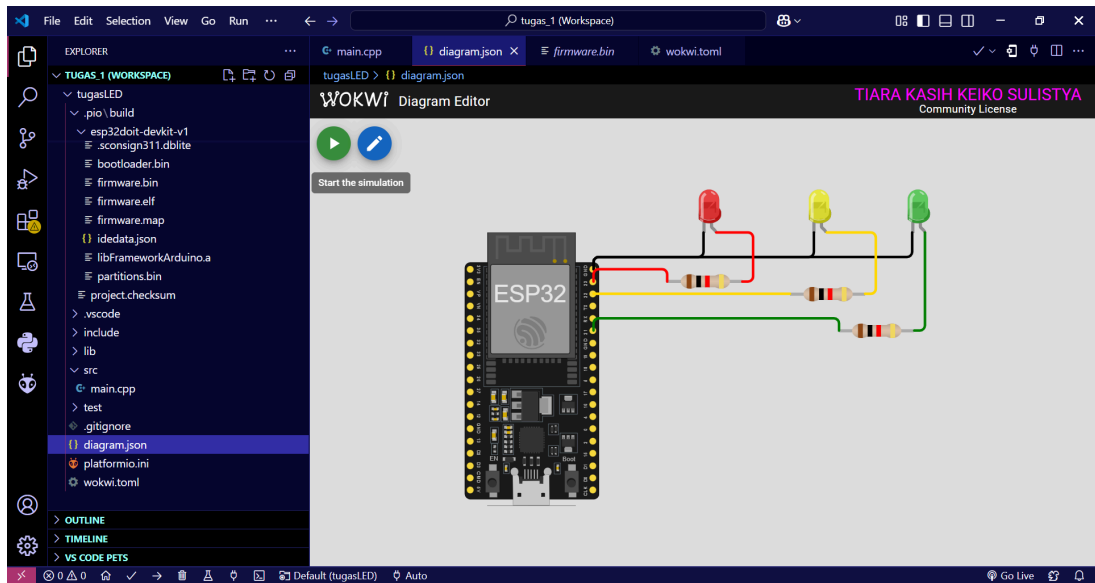 File Edit Selection View Go Run ··· tugas_1 (Workspace)
EXPLORER
TUGAS_1 (WORKSPACE)
tugasLED
.pio \ build
esp32doit-devkit-v1
.sconsign311.dblite
bootloader.bin
firmware.bin
firmware.elf
firmware.map
{} idedata.json
libFrameworkArduino.a
partitions.bin
project.checksum
.vscode
include
lib
src
main.cpp
test
.gitignore
{} diagram.json
platformio.ini
wokwi.toml
OUTLINE
TIMELINE
VS CODE PETS
main.cpp {} diagram.json firmware.bin wokwi.toml
tugasLED > {} diagram.json
WOKWi Diagram Editor
TIARA KASIH KEIKO SULISTYA
Community License
Start the simulation
ESP32
EN Boot
0 0 Default (tugasLED) Auto Go Live